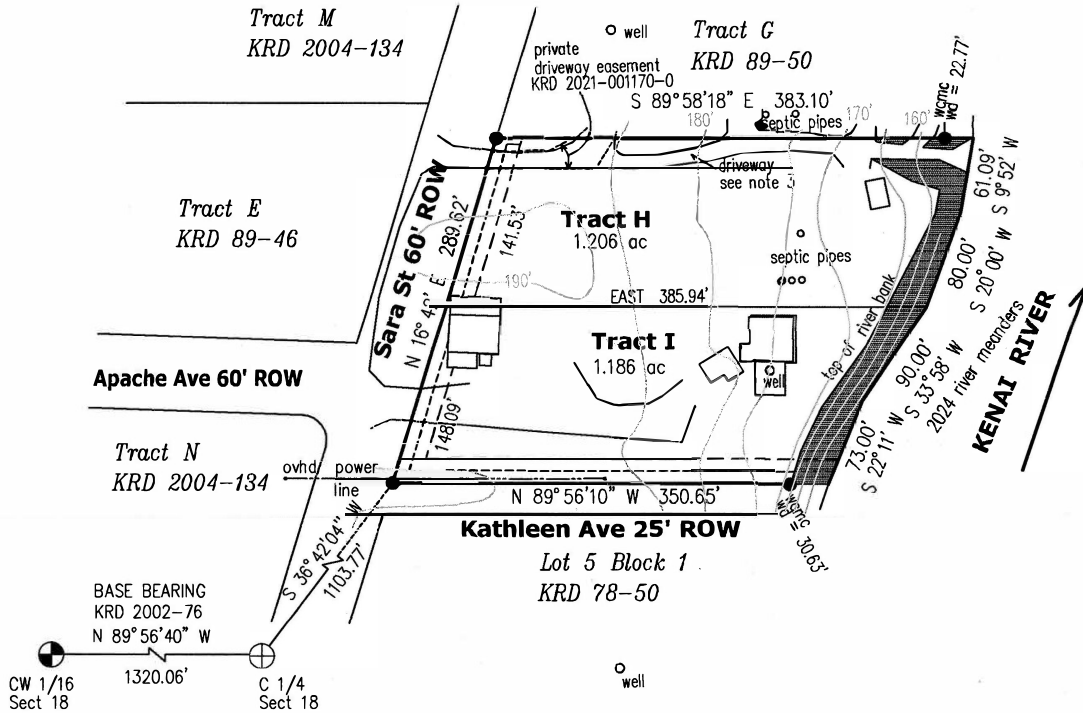 Tract M
KRD 2004-134
well
Tract G
KRD 89-50
private
driveway easement
KRD 2021-001170-0
S 89°58'18" E 383.10'
wcmc
wd = 22.77'
septic pipes
180'
170'
160'
driveway
see note 3
61.09'
S 9°52' W
Tract E
KRD 89-46
Sara St 60' ROW
N 16°42' E 289.62'
141.53'
Tract H
1.206 ac
septic pipes
190'
EAST 385.94'
80.00'
S 20°00' W
top of river bank
Tract I
1.186 ac
well
90.00'
S 33°58' W
2024 river meanders
KENAI RIVER
Apache Ave 60' ROW
148.09'
73.00'
S 22°11' W
Tract N
KRD 2004-134
ovhd power
line
N 89°56'10" W 350.65'
wcmc
wd = 30.63'
Kathleen Ave 25' ROW
S 36°42'04" W
1103.77'
Lot 5 Block 1
KRD 78-50
BASE BEARING
KRD 2002-76
N 89°56'40" W
1320.06'
CW 1/16
Sect 18
C 1/4
Sect 18
well